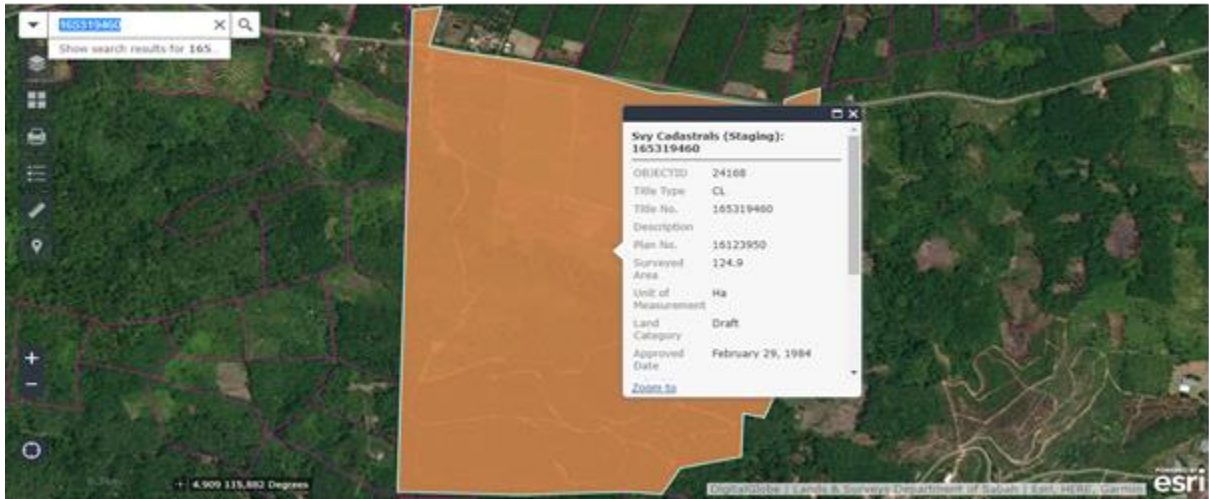 165319460
Show search results for 165...
Svy Cadastrals (Staging):
165319460
OBJECTID 24168
Title Type CL
Title No. 165319460
Description
Plan No. 16123950
Surveyed 124.9
Area
Unit of Ha
Measurement
Land Draft
Category
Approved February 29, 1984
Date
Zoom to
4.909 115.882 Degrees
DigitalGlobe | Lands & Surveys Department of Sabah | Esri, HERE, Garmin
POWERED BY
esri